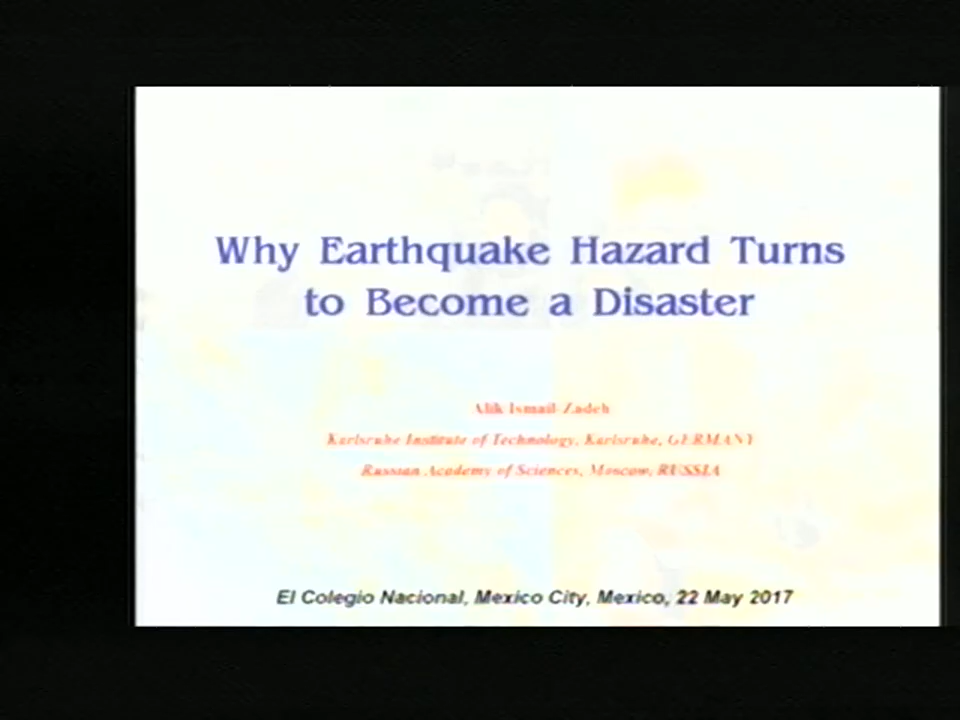 Why Earthquake Hazard Turns
to Become a Disaster
Alik Ismail-Zadeh
Karlsruhe Institute of Technology, Karlsruhe, GERMANY
Russian Academy of Sciences, Moscow, RUSSIA
El Colegio Nacional, Mexico City, Mexico, 22 May 2017